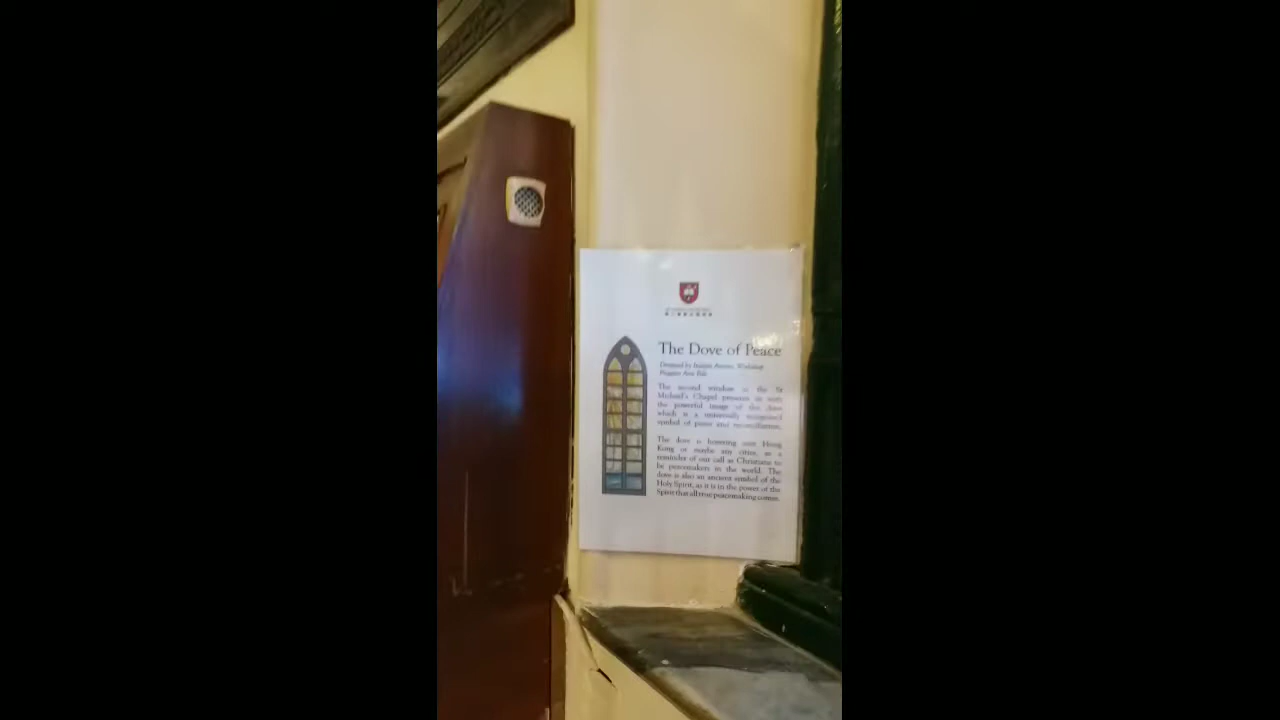 The Dove of Peace
Designed by
The second window in the St
Michael's Chapel presents us with
the powerful image of the dove
which is a universally recognised
symbol of peace and reconciliation.
The dove is hovering over Hong
Kong or maybe any cities, as a
reminder of our call as Christians to
be peacemakers in the world. The
dove is also an ancient symbol of the
Holy Spirit, as it is in the power of the
Spirit that all true peacemaking comes.